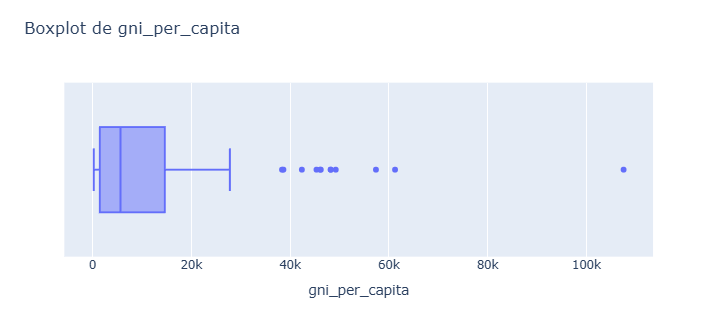 Boxplot de gni_per_capita
0 20k 40k 60k 80k 100k
gni_per_capita